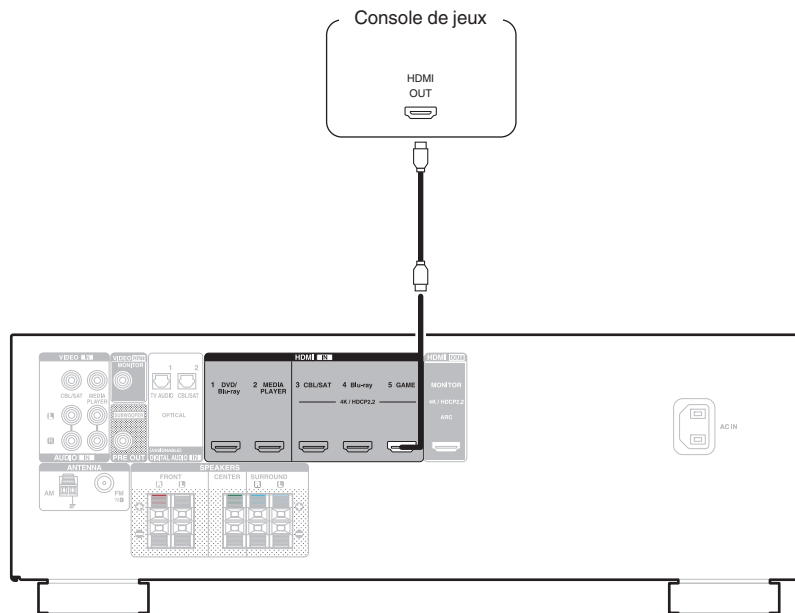 Console de jeux
HDMI
OUT
VIDEO IN
VIDEO OUT
MONITOR
CBL/SAT
MEDIA
PLAYER
L
R
AUDIO IN
SUBWOOFER
PRE OUT
1 2
TV AUDIO CBL/SAT
OPTICAL
ASSIGNABLE
DIGITAL AUDIO IN
HDMI IN
1 DVD/
Blu-ray
2 MEDIA
PLAYER
3 CBL/SAT
4 Blu-ray
5 GAME
4K / HDCP2.2
HDMI OUT
MONITOR
4K / HDCP2.2
ARC
AC IN
ANTENNA
AM
FM
75Ω
SPEAKERS
FRONT
R L
CENTER
SURROUND
R L